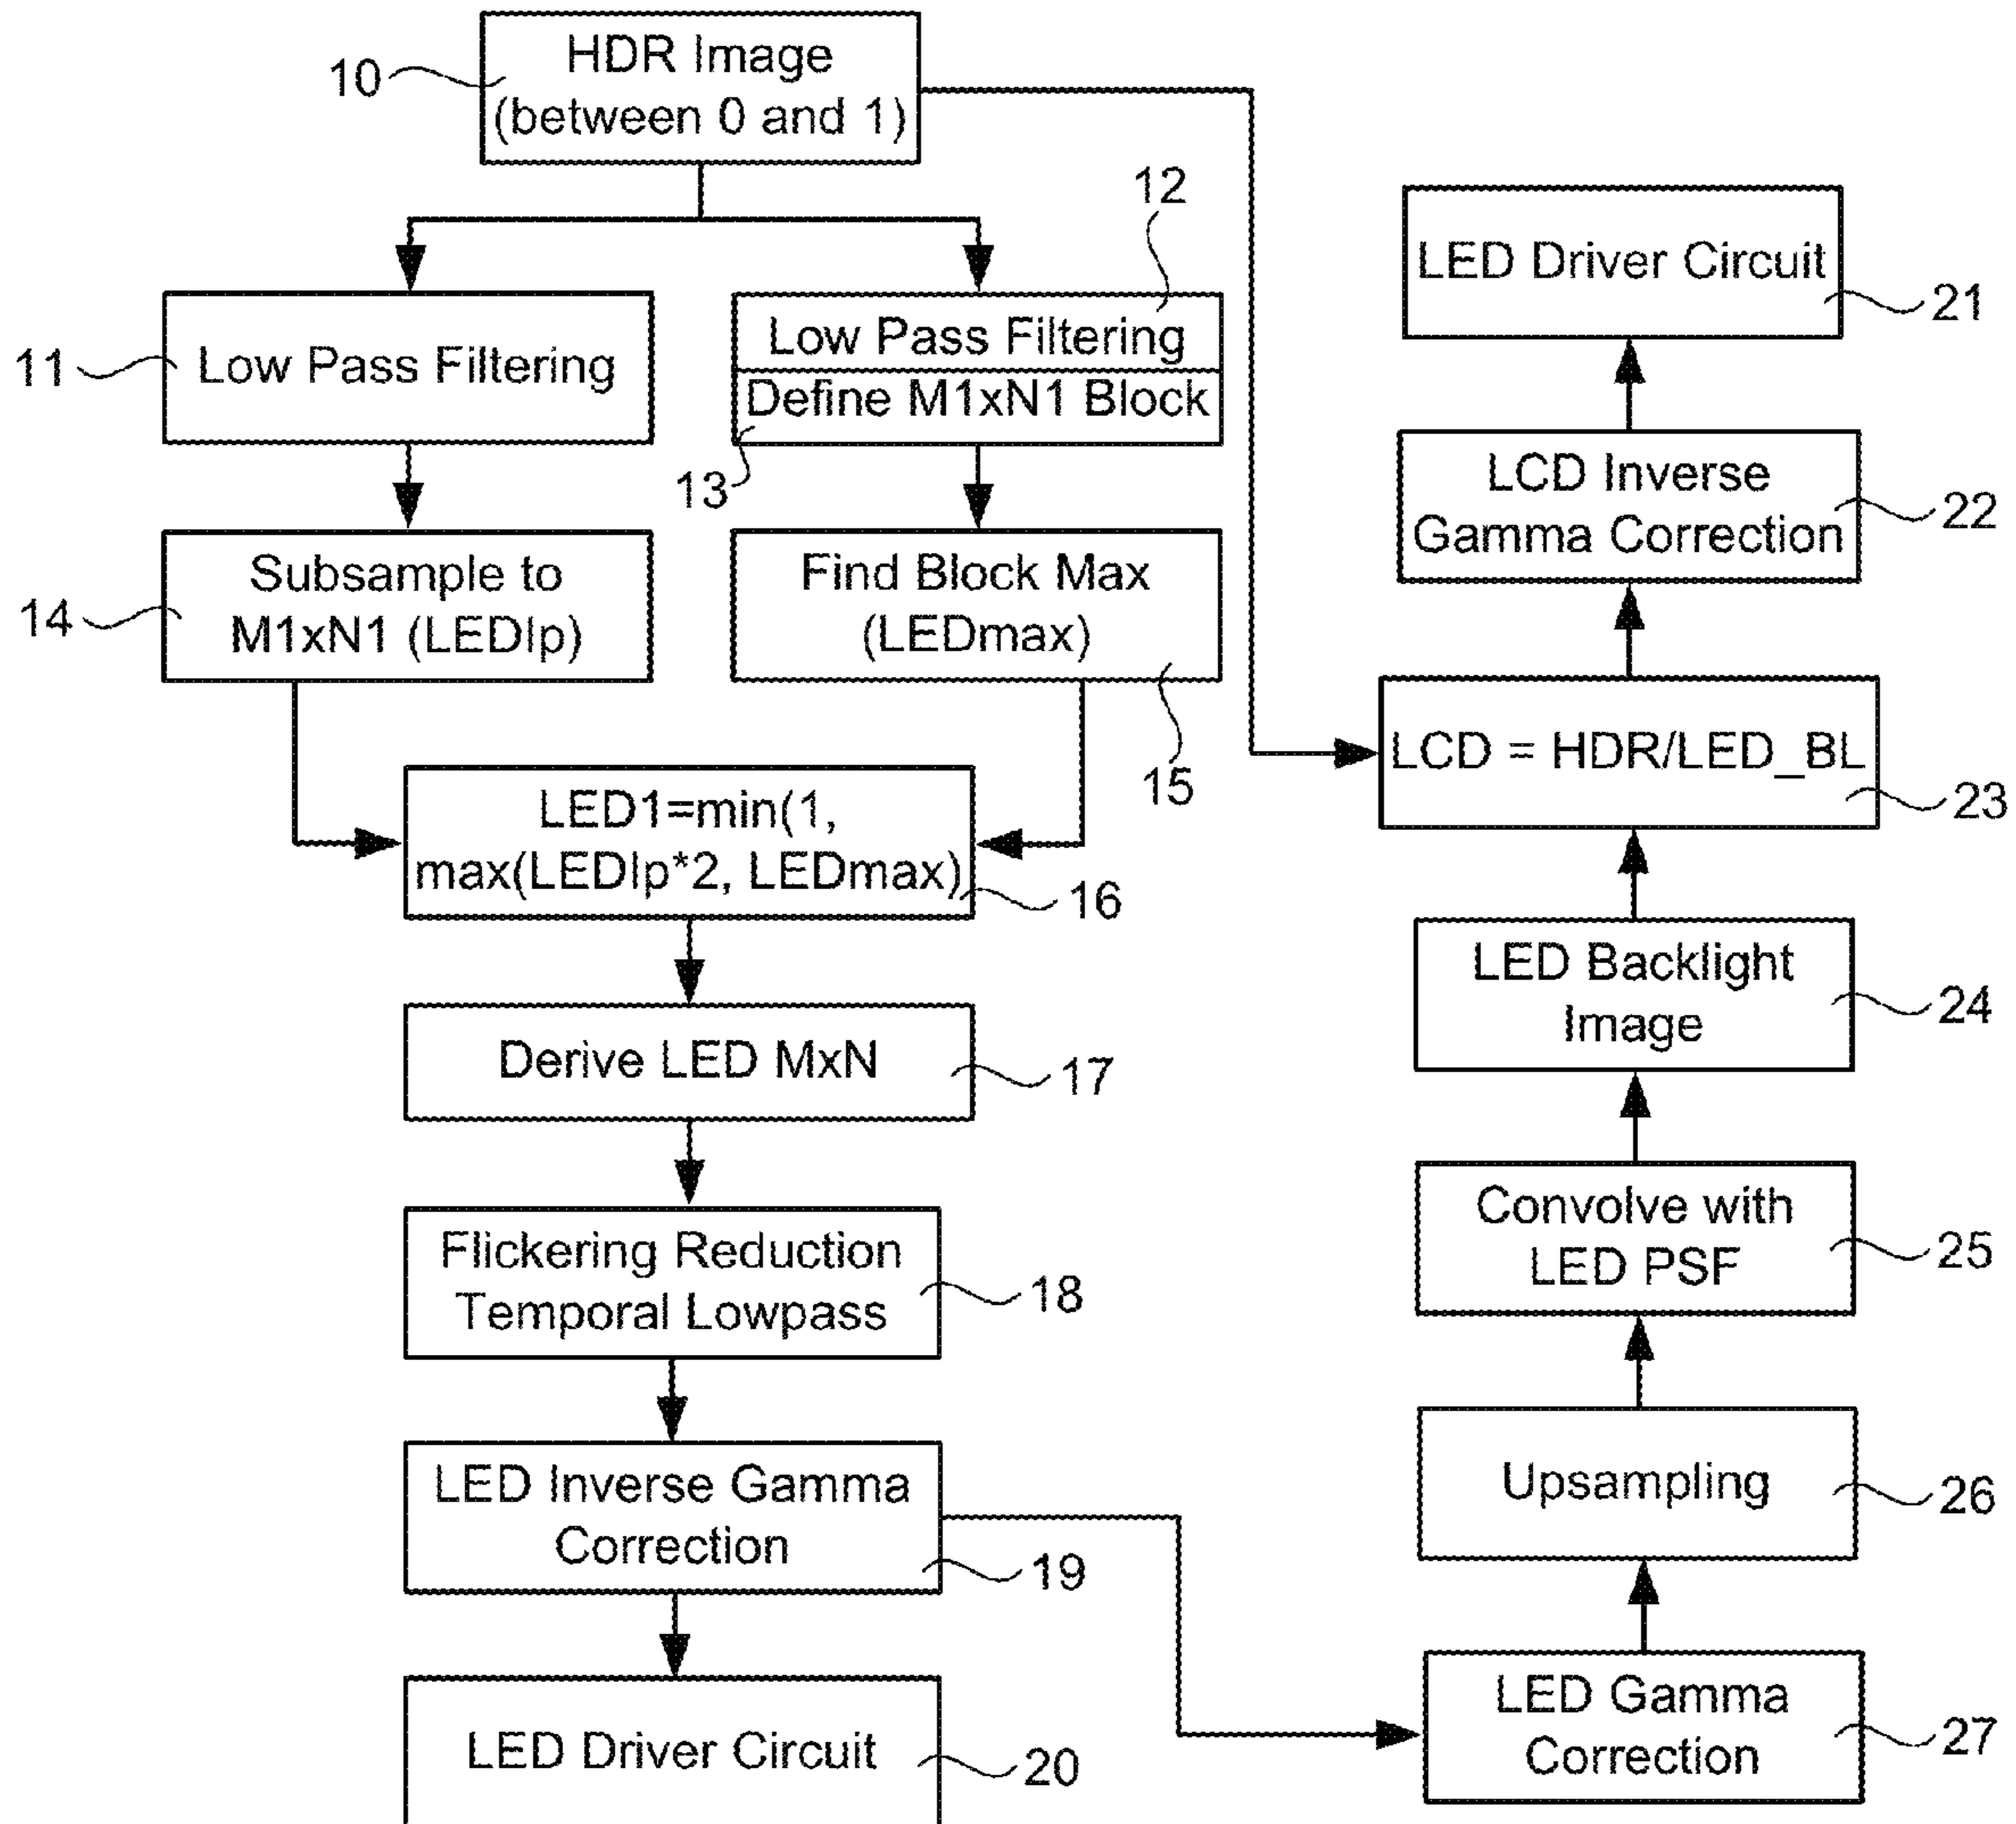 HDR Image
(between 0 and 1)
10
12
Low Pass Filtering
11
Low Pass Filtering
Define M1xN1 Block
13
Subsample to
M1xN1 (LEDlp)
14
Find Block Max
(LEDmax)
15
LED1=min(1,
max(LEDlp*2, LEDmax)
16
Derive LED MxN
17
Flickering Reduction
Temporal Lowpass
18
LED Inverse Gamma
Correction
19
LED Driver Circuit
20
LED Driver Circuit
21
LCD Inverse
Gamma Correction
22
LCD = HDR/LED_BL
23
LED Backlight
Image
24
Convolve with
LED PSF
25
Upsampling
26
LED Gamma
Correction
27